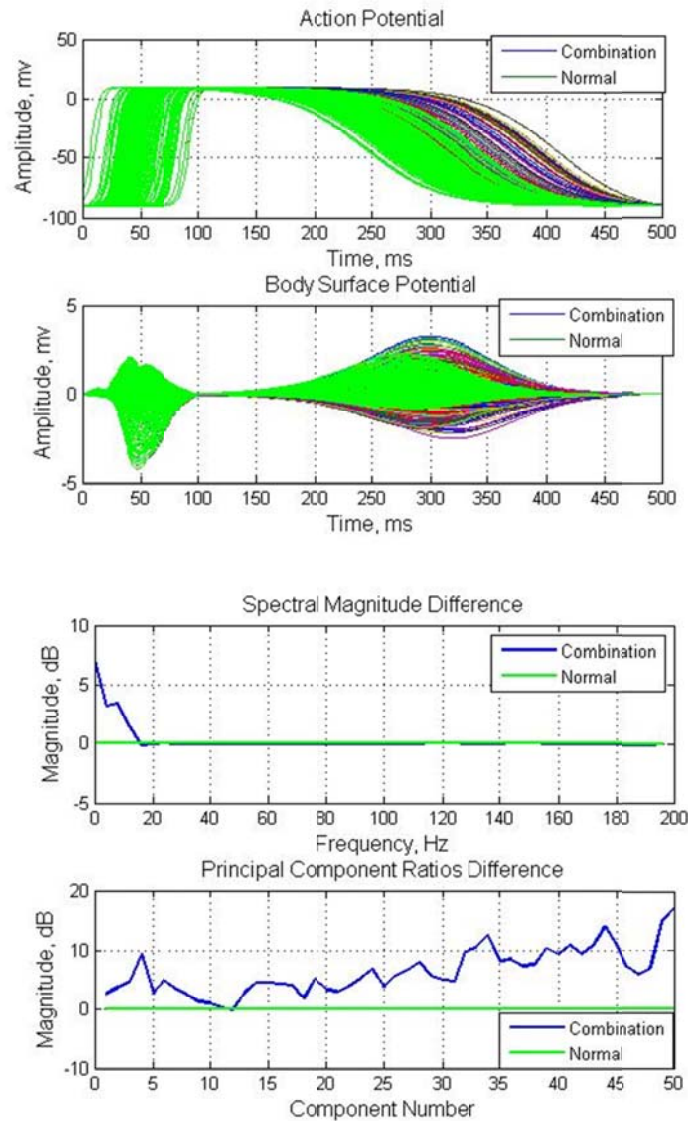 Action Potential
50
0
-50
-100
Amplitude, mv
Combination
Normal
0 50 100 150 200 250 300 350 400 450 500
Time, ms
Body Surface Potential
5
0
-5
Amplitude, mv
Combination
Normal
0 50 100 150 200 250 300 350 400 450 500
Time, ms
Spectral Magnitude Difference
10
5
0
-5
Magnitude, dB
Combination
Normal
0 20 40 60 80 100 120 140 160 180 200
Frequency, Hz
Principal Component Ratios Difference
20
10
0
-10
Magnitude, dB
Combination
Normal
0 5 10 15 20 25 30 35 40 45 50
Component Number